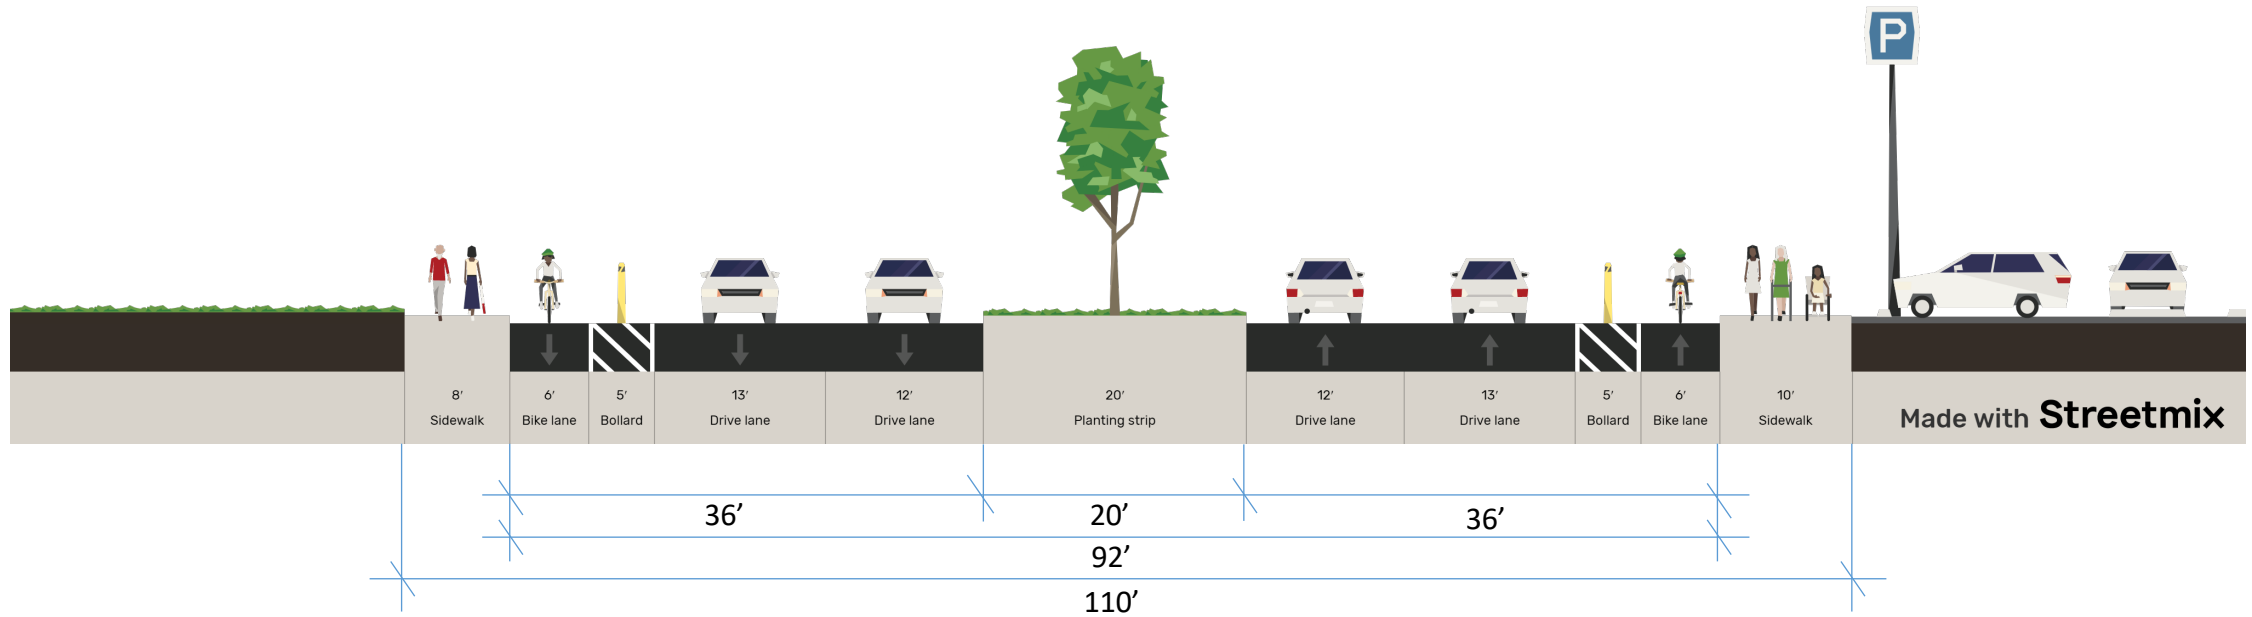 P
8′ 6′ 5′ 13′ 12′ 20′ 12′ 13′ 5′ 6′ 10′
Sidewalk Bike lane Bollard Drive lane Drive lane Planting strip Drive lane Drive lane Bollard Bike lane Sidewalk
Made with Streetmix
36’ 20’ 36’
92’
110’